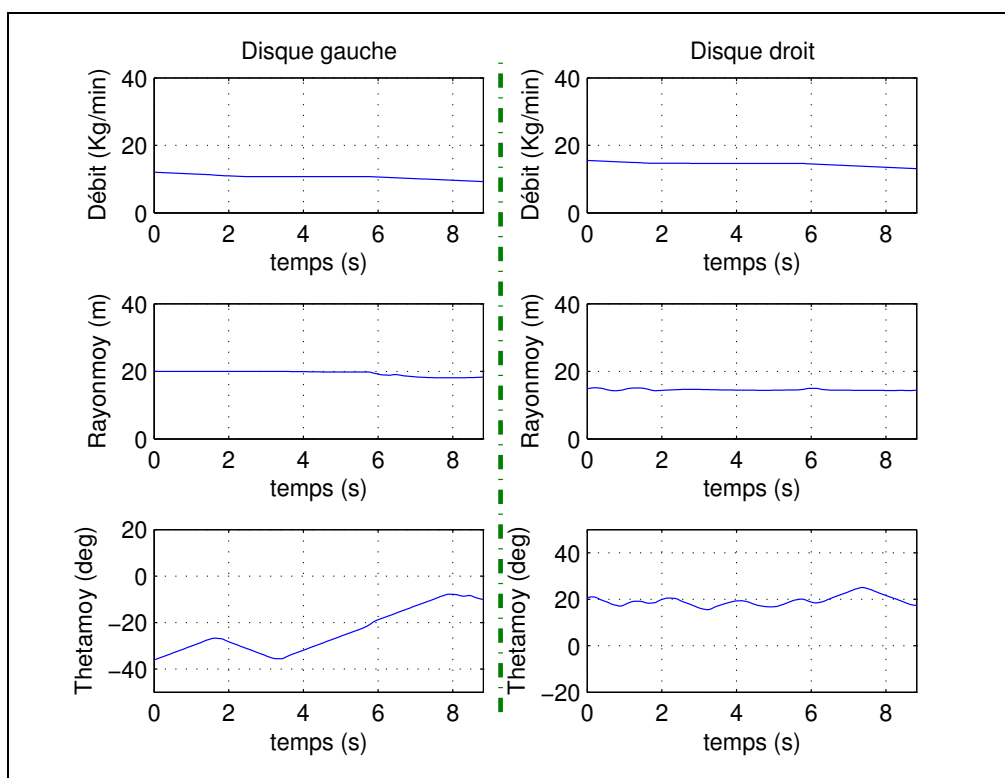 Disque gauche
Débit (Kg/min)
40
20
0
0 2 4 6 8
temps (s)
Disque droit
Débit (Kg/min)
40
20
0
0 2 4 6 8
temps (s)
Rayonmoy (m)
40
20
0
0 2 4 6 8
temps (s)
Rayonmoy (m)
40
20
0
0 2 4 6 8
temps (s)
Thetamoy (deg)
20
0
−20
−40
0 2 4 6 8
temps (s)
Thetamoy (deg)
40
20
0
−20
0 2 4 6 8
temps (s)